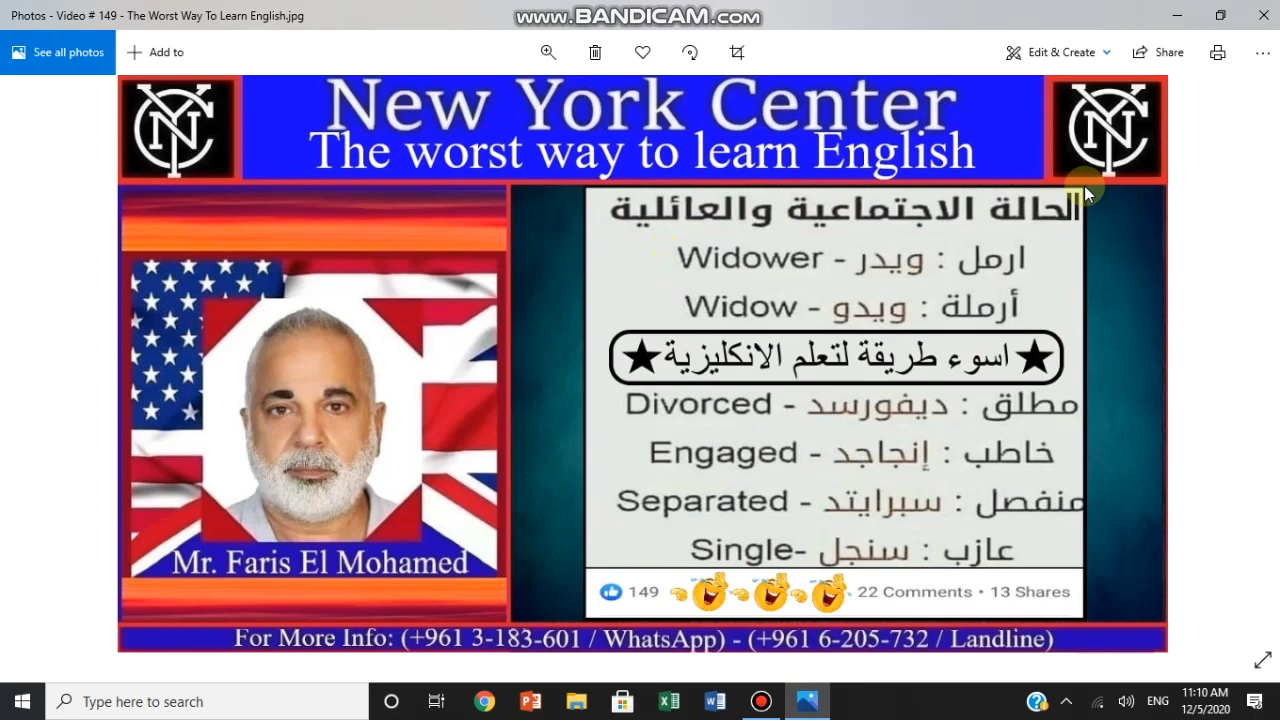 Photos - Video # 149 - The Worst Way To Learn English.jpg
www.BANDICAM.com
See all photos
Add to
Edit & Create
Share
New York Center
The worst way to learn English
NYC
NYC
الحالة الاجتماعية والعائلية
ارمل : ويدر - Widower
أرملة : ويدو - Widow
★اسوء طريقة لتعلم الانكليزية★
مطلق : ديفورسد - Divorced
خاطب : إنجاجد - Engaged
منفصل : سبرايتد - Separated
عازب : سنجل -Single
149 22 Comments • 13 Shares
Mr. Faris El Mohamed
For More Info: (+961 3-183-601 / WhatsApp) - (+961 6-205-732 / Landline)
Type here to search
ENG
11:10 AM
12/5/2020